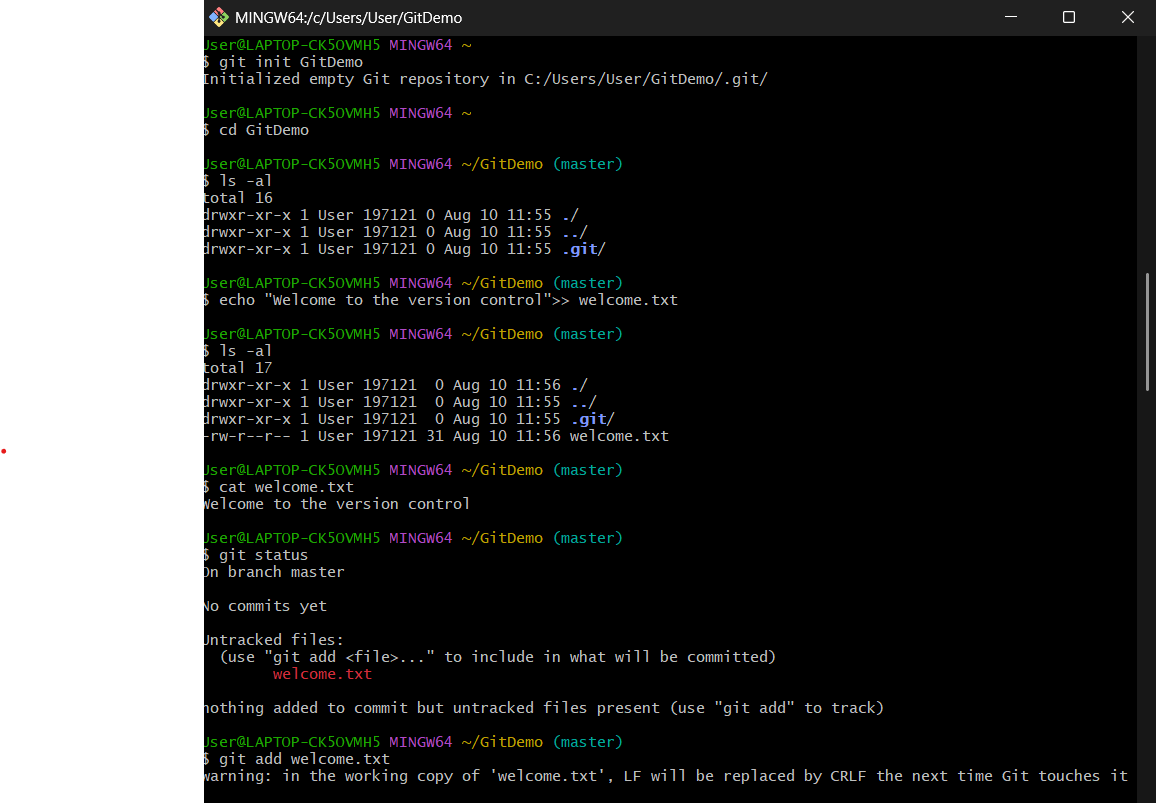 MINGW64:/c/Users/User/GitDemo
User@LAPTOP-CK5OVMH5 MINGW64 ~
$ git init GitDemo
Initialized empty Git repository in C:/Users/User/GitDemo/.git/
User@LAPTOP-CK5OVMH5 MINGW64 ~
$ cd GitDemo
User@LAPTOP-CK5OVMH5 MINGW64 ~/GitDemo (master)
$ ls -al
total 16
drwxr-xr-x 1 User 197121 0 Aug 10 11:55 ./
drwxr-xr-x 1 User 197121 0 Aug 10 11:55 ../
drwxr-xr-x 1 User 197121 0 Aug 10 11:55 .git/
User@LAPTOP-CK5OVMH5 MINGW64 ~/GitDemo (master)
$ echo "Welcome to the version control">> welcome.txt
User@LAPTOP-CK5OVMH5 MINGW64 ~/GitDemo (master)
$ ls -al
total 17
drwxr-xr-x 1 User 197121  0 Aug 10 11:56 ./
drwxr-xr-x 1 User 197121  0 Aug 10 11:55 ../
drwxr-xr-x 1 User 197121  0 Aug 10 11:55 .git/
-rw-r--r-- 1 User 197121 31 Aug 10 11:56 welcome.txt
User@LAPTOP-CK5OVMH5 MINGW64 ~/GitDemo (master)
$ cat welcome.txt
Welcome to the version control
User@LAPTOP-CK5OVMH5 MINGW64 ~/GitDemo (master)
$ git status
On branch master
No commits yet
Untracked files:
  (use "git add <file>..." to include in what will be committed)
        welcome.txt
nothing added to commit but untracked files present (use "git add" to track)
User@LAPTOP-CK5OVMH5 MINGW64 ~/GitDemo (master)
$ git add welcome.txt
warning: in the working copy of 'welcome.txt', LF will be replaced by CRLF the next time Git touches it